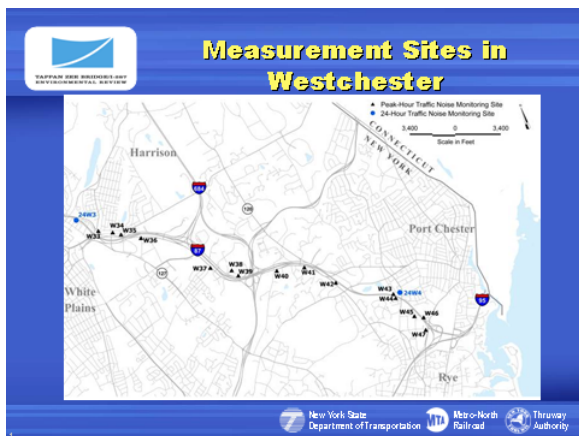 TAPPAN ZEE BRIDGE/I-287
ENVIRONMENTAL REVIEW
Measurement Sites in
Westchester
Peak-Hour Traffic Noise Monitoring Site
24-Hour Traffic Noise Monitoring Site
3,400 0 3,400
Scale in Feet
CONNECTICUT
NEW YORK
Harrison
684
120
Port Chester
24W3
W33
W34
W35
W36
87
127
W37
W38
W39
W40
W41
W42
W43
W44
24W4
95
W45
W46
W47
White
Plains
Rye
New York State
Department of Transportation
MTA
Metro-North
Railroad
Thruway
Authority